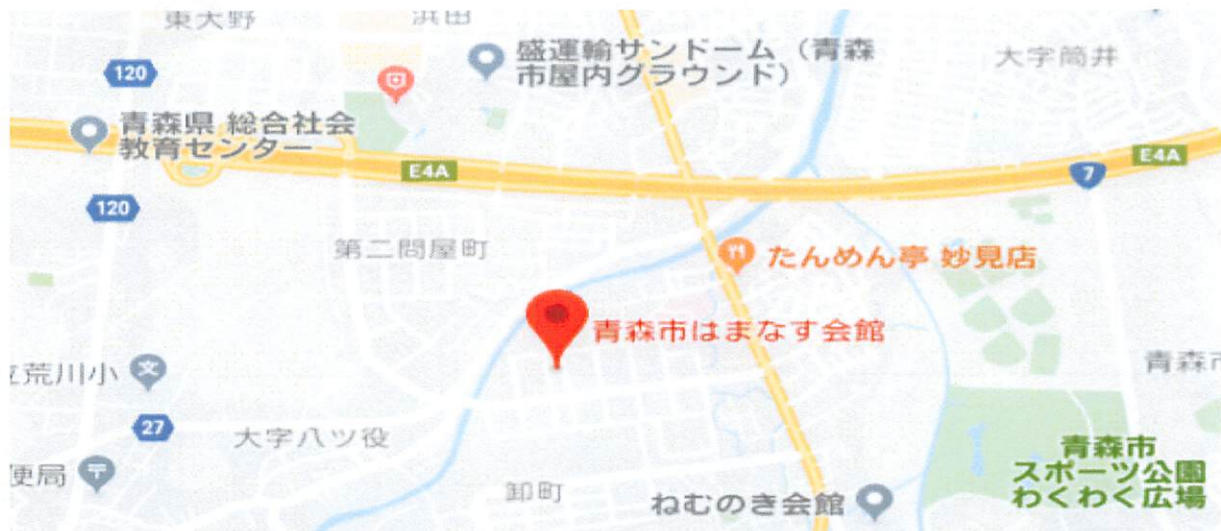 東大野
浜田
盛運輸サンドーム（青森
市屋内グラウンド）
大字筒井
120
青森県 総合社会
教育センター
E4A
E4A
7
120
第二問屋町
たんめん亭 妙見店
青森市はまなす会館
立荒川小
青森市
27
大字八ツ役
青森市
スポーツ公園
わくわく広場
便局
卸町
ねむのき会館